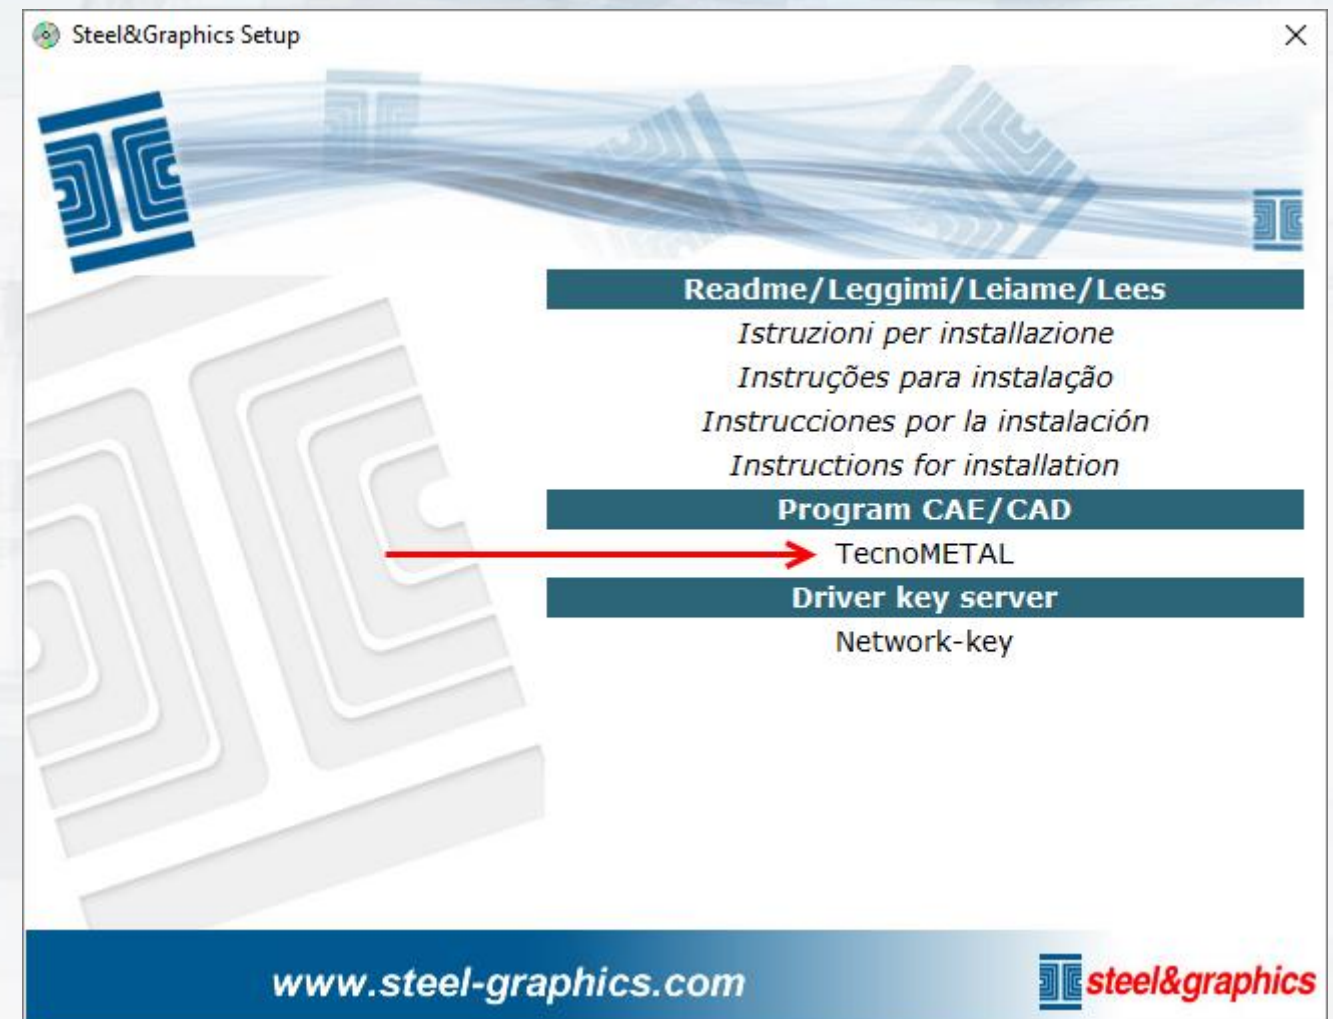 Steel&Graphics Setup
Readme/Leggimi/Leiame/Lees
Istruzioni per installazione
Instruções para instalação
Instrucciones por la instalación
Instructions for installation
Program CAE/CAD
TecnoMETAL
Driver key server
Network-key
www.steel-graphics.com
steel&graphics